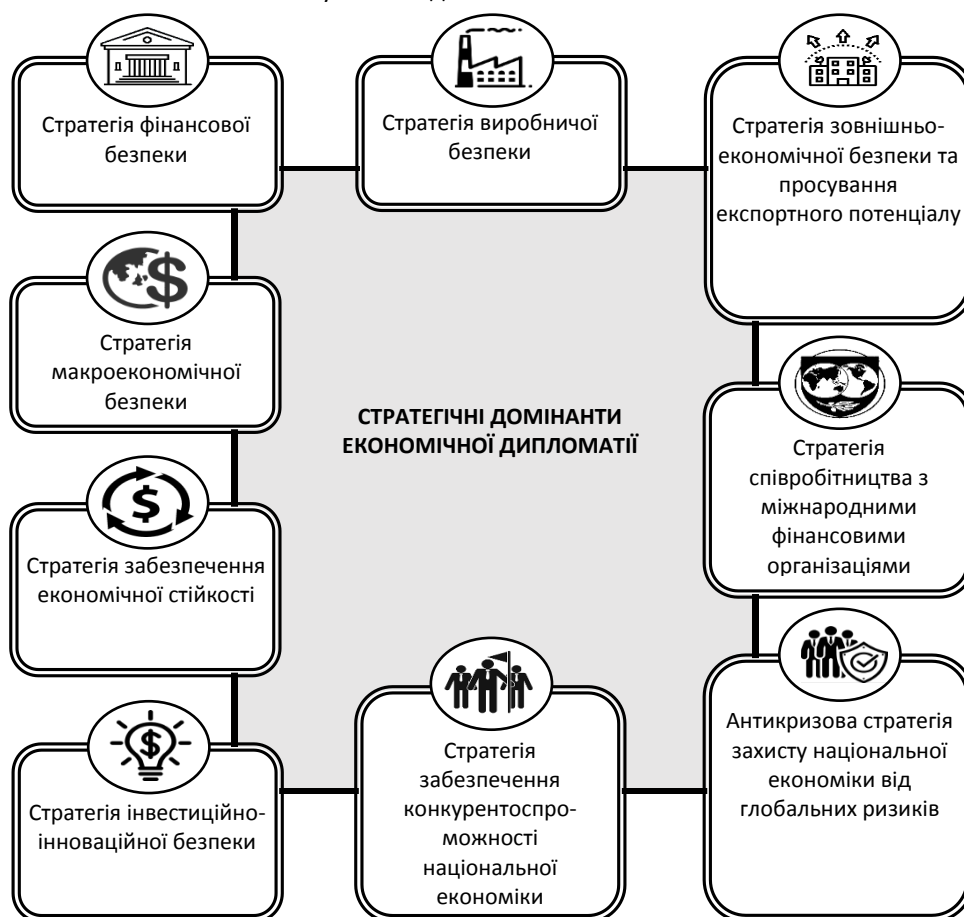 Стратегія фінансової
безпеки
Стратегія виробничої
безпеки
Стратегія зовнішньо-
економічної безпеки та
просування
експортного потенціалу
Стратегія
макроекономічної
безпеки
СТРАТЕГІЧНІ ДОМІНАНТИ
ЕКОНОМІЧНОЇ ДИПЛОМАТІЇ
Стратегія
співробітництва з
міжнародними
фінансовими
організаціями
Стратегія забезпечення
економічної стійкості
Стратегія інвестиційно-
інноваційної безпеки
Стратегія
забезпечення
конкурентоспро-
можності
національної
економіки
Антикризова стратегія
захисту національної
економіки від
глобальних ризиків